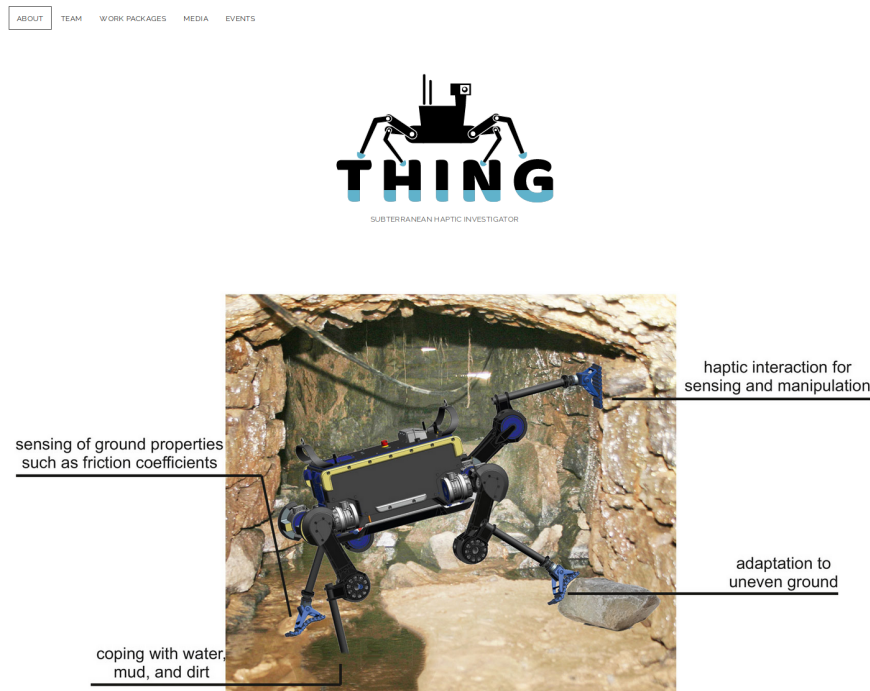 ABOUT
TEAM
WORK PACKAGES
MEDIA
EVENTS
THING
SUBTERRANEAN HAPTIC INVESTIGATOR
haptic interaction for
sensing and manipulation
sensing of ground properties
such as friction coefficients
adaptation to
uneven ground
coping with water,
mud, and dirt